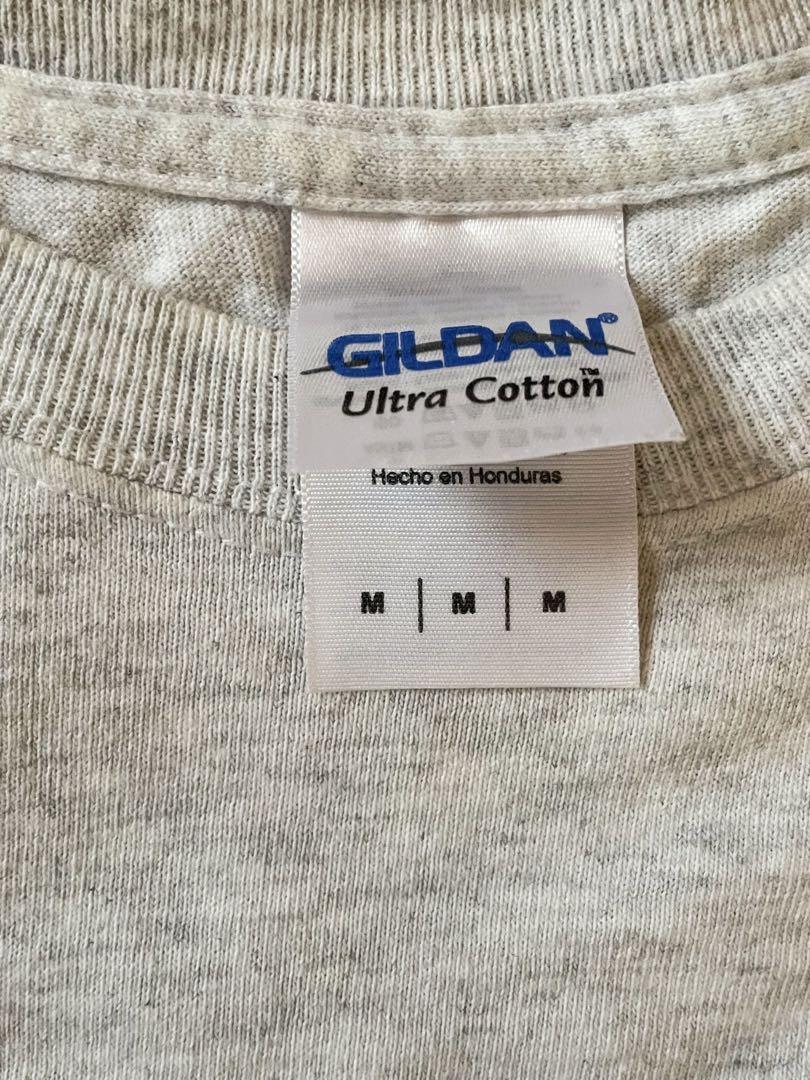 GILDAN®
Ultra Cotton™
Hecho en Honduras
M | M | M